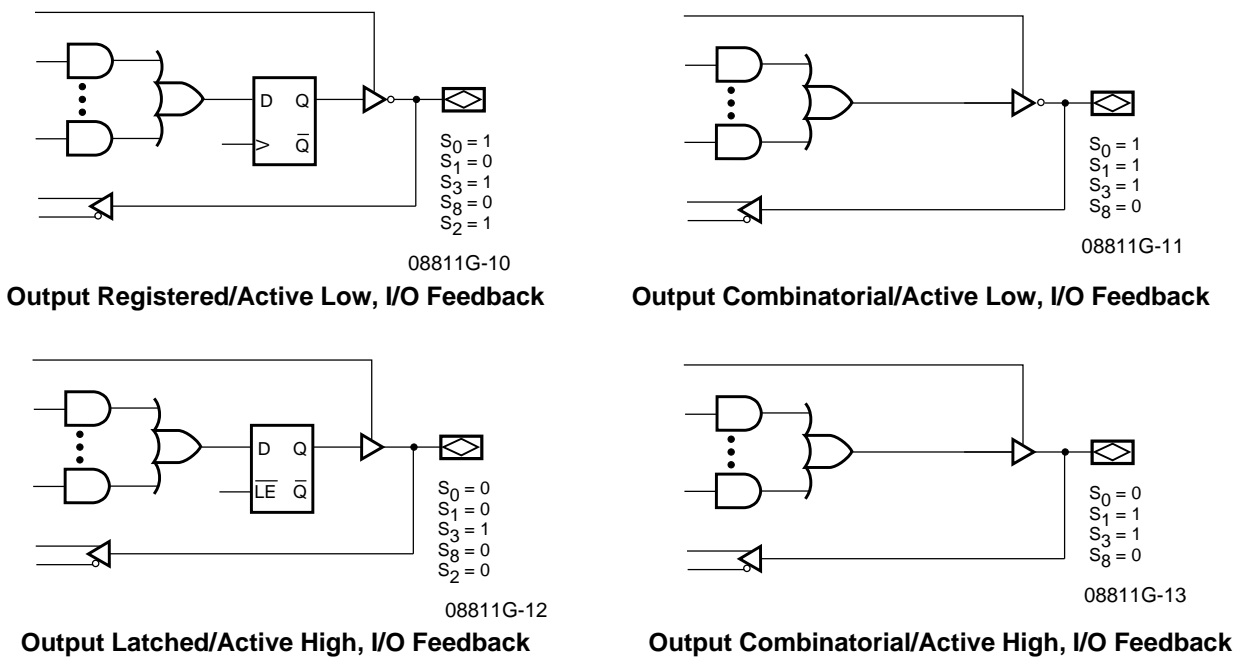 D Q
> Q̅
S0 = 1
S1 = 0
S3 = 1
S8 = 0
S2 = 1
08811G-10
Output Registered/Active Low, I/O Feedback
S0 = 1
S1 = 1
S3 = 1
S8 = 0
08811G-11
Output Combinatorial/Active Low, I/O Feedback
D Q
L̅E̅ Q̅
S0 = 0
S1 = 0
S3 = 1
S8 = 0
S2 = 0
08811G-12
Output Latched/Active High, I/O Feedback
S0 = 0
S1 = 1
S3 = 1
S8 = 0
08811G-13
Output Combinatorial/Active High, I/O Feedback